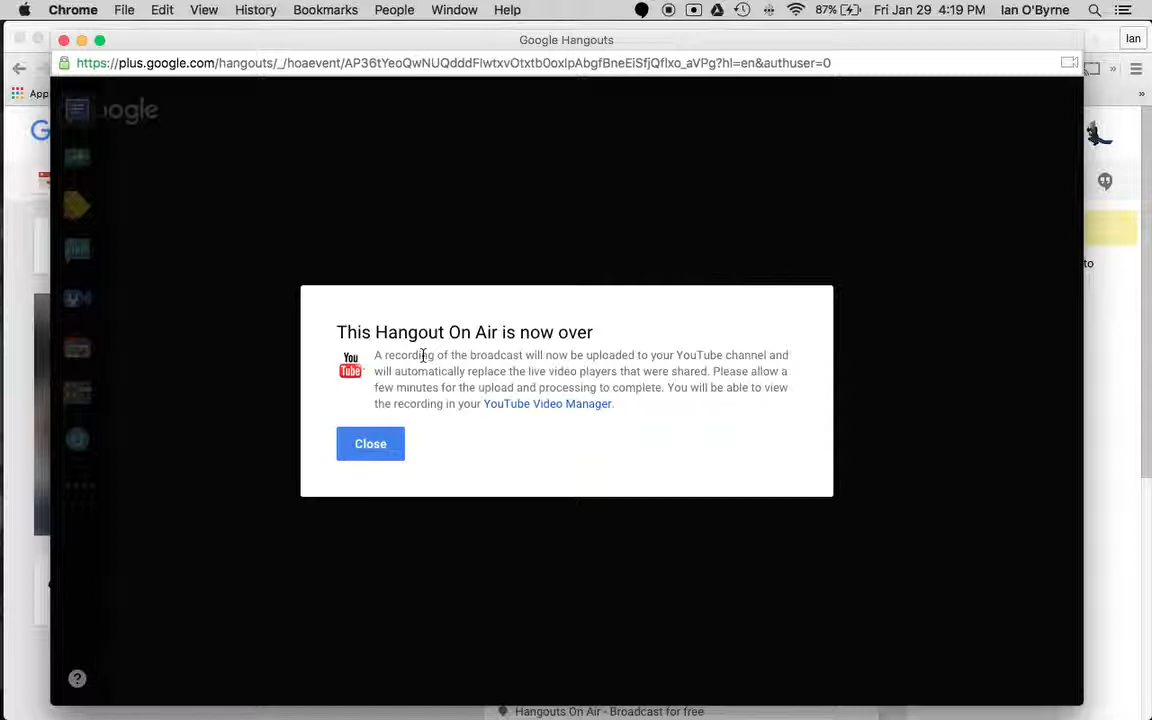 Chrome File Edit View History Bookmarks People Window Help 87% Fri Jan 29 4:19 PM Ian O'Byrne
Google Hangouts
Ian
https://plus.google.com/hangouts/_/hoaevent/AP36tYeoQwNUQdddFlwtxvOtxtb0oxlpAbgfBneEiSfjQflxo_aVPg?hl=en&authuser=0
App
»
»
oogle
G
This Hangout On Air is now over
You
Tube
A recording of the broadcast will now be uploaded to your YouTube channel and
will automatically replace the live video players that were shared. Please allow a
few minutes for the upload and processing to complete. You will be able to view
the recording in your YouTube Video Manager.
Close
to
?
Hangouts On Air - Broadcast for free